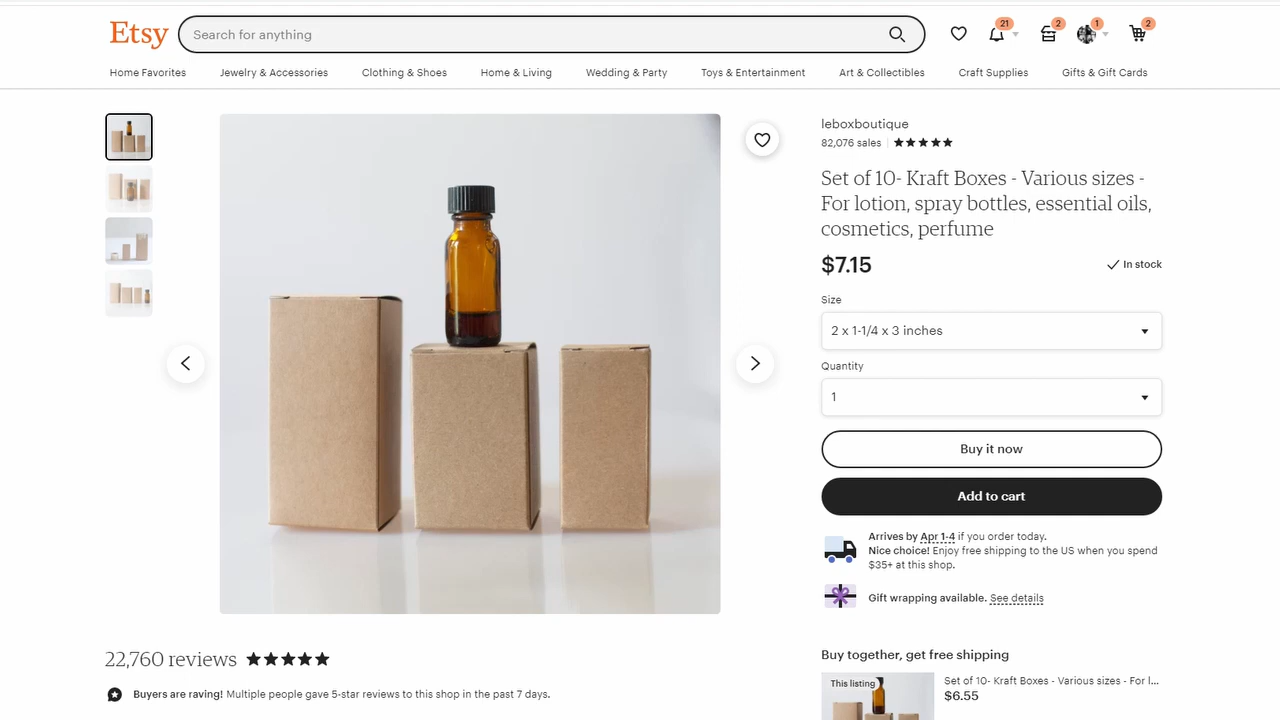 Etsy
Search for anything
21
2
1
2
Home Favorites
Jewelry & Accessories
Clothing & Shoes
Home & Living
Wedding & Party
Toys & Entertainment
Art & Collectibles
Craft Supplies
Gifts & Gift Cards
leboxboutique
82,076 sales
Set of 10- Kraft Boxes - Various sizes -
For lotion, spray bottles, essential oils,
cosmetics, perfume
$7.15
In stock
Size
2 x 1-1/4 x 3 inches
Quantity
1
Buy it now
Add to cart
Arrives by Apr 1-4 if you order today.
Nice choice! Enjoy free shipping to the US when you spend
$35+ at this shop.
Gift wrapping available. See details
22,760 reviews
Buyers are raving! Multiple people gave 5-star reviews to this shop in the past 7 days.
Buy together, get free shipping
This listing
Set of 10- Kraft Boxes - Various sizes - For l...
$6.55